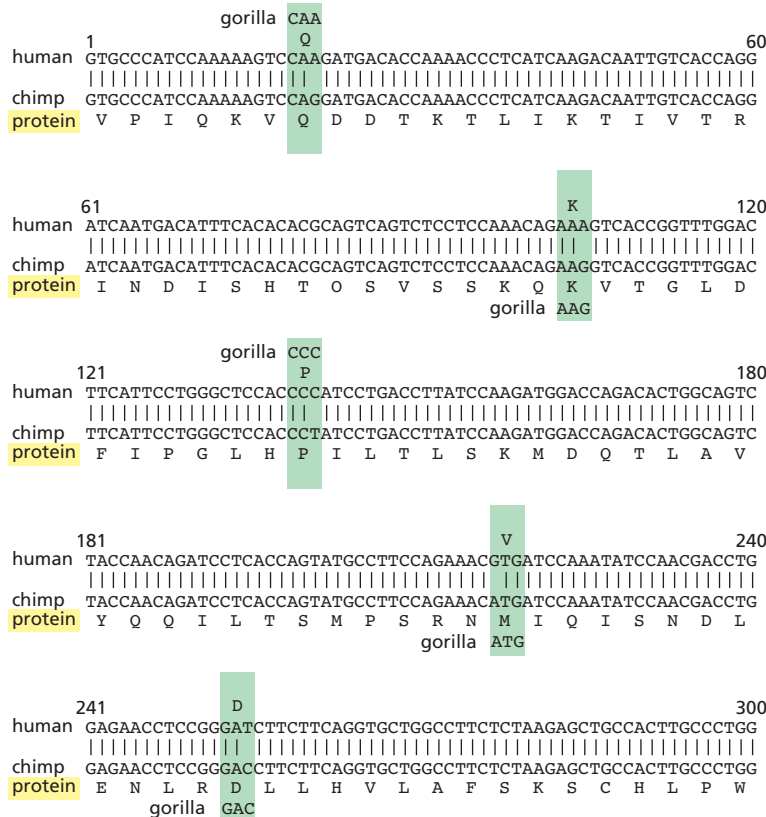 gorilla CAA
Q
1 60
human GTGCCCATCCAAAAAGTCCAAGATGACACCAAAACCCTCATCAAGACAATTGTCACCAGG
chimp GTGCCCATCCAAAAAGTCCAGGATGACACCAAAACCCTCATCAAGACAATTGTCACCAGG
protein V P I Q K V Q D D T K T L I K T I V T R
K
61 120
human ATCAATGACATTTCACACACGCAGTCAGTCTCCTCCAAACAGAAAGTCACCGGTTTGGAC
chimp ATCAATGACATTTCACACACGCAGTCAGTCTCCTCCAAACAGAAGGTCACCGGTTTGGAC
protein I N D I S H T O S V S S K Q K V T G L D
gorilla AAG
gorilla CCC
P
121 180
human TTCATTCCTGGGCTCCACCCCATCCTGACCTTATCCAAGATGGACCAGACACTGGCAGTC
chimp TTCATTCCTGGGCTCCACCCTATCCTGACCTTATCCAAGATGGACCAGACACTGGCAGTC
protein F I P G L H P I L T L S K M D Q T L A V
V
181 240
human TACCAACAGATCCTCACCAGTATGCCTTCCAGAAACGTGATCCAAATATCCAACGACCTG
chimp TACCAACAGATCCTCACCAGTATGCCTTCCAGAAACATGATCCAAATATCCAACGACCTG
protein Y Q Q I L T S M P S R N M I Q I S N D L
gorilla ATG
D
241 300
human GAGAACCTCCGGGATCTTCTTCAGGTGCTGGCCTTCTCTAAGAGCTGCCACTTGCCCTGG
chimp GAGAACCTCCGGGACCTTCTTCAGGTGCTGGCCTTCTCTAAGAGCTGCCACTTGCCCTGG
protein E N L R D L L H V L A F S K S C H L P W
gorilla GAC